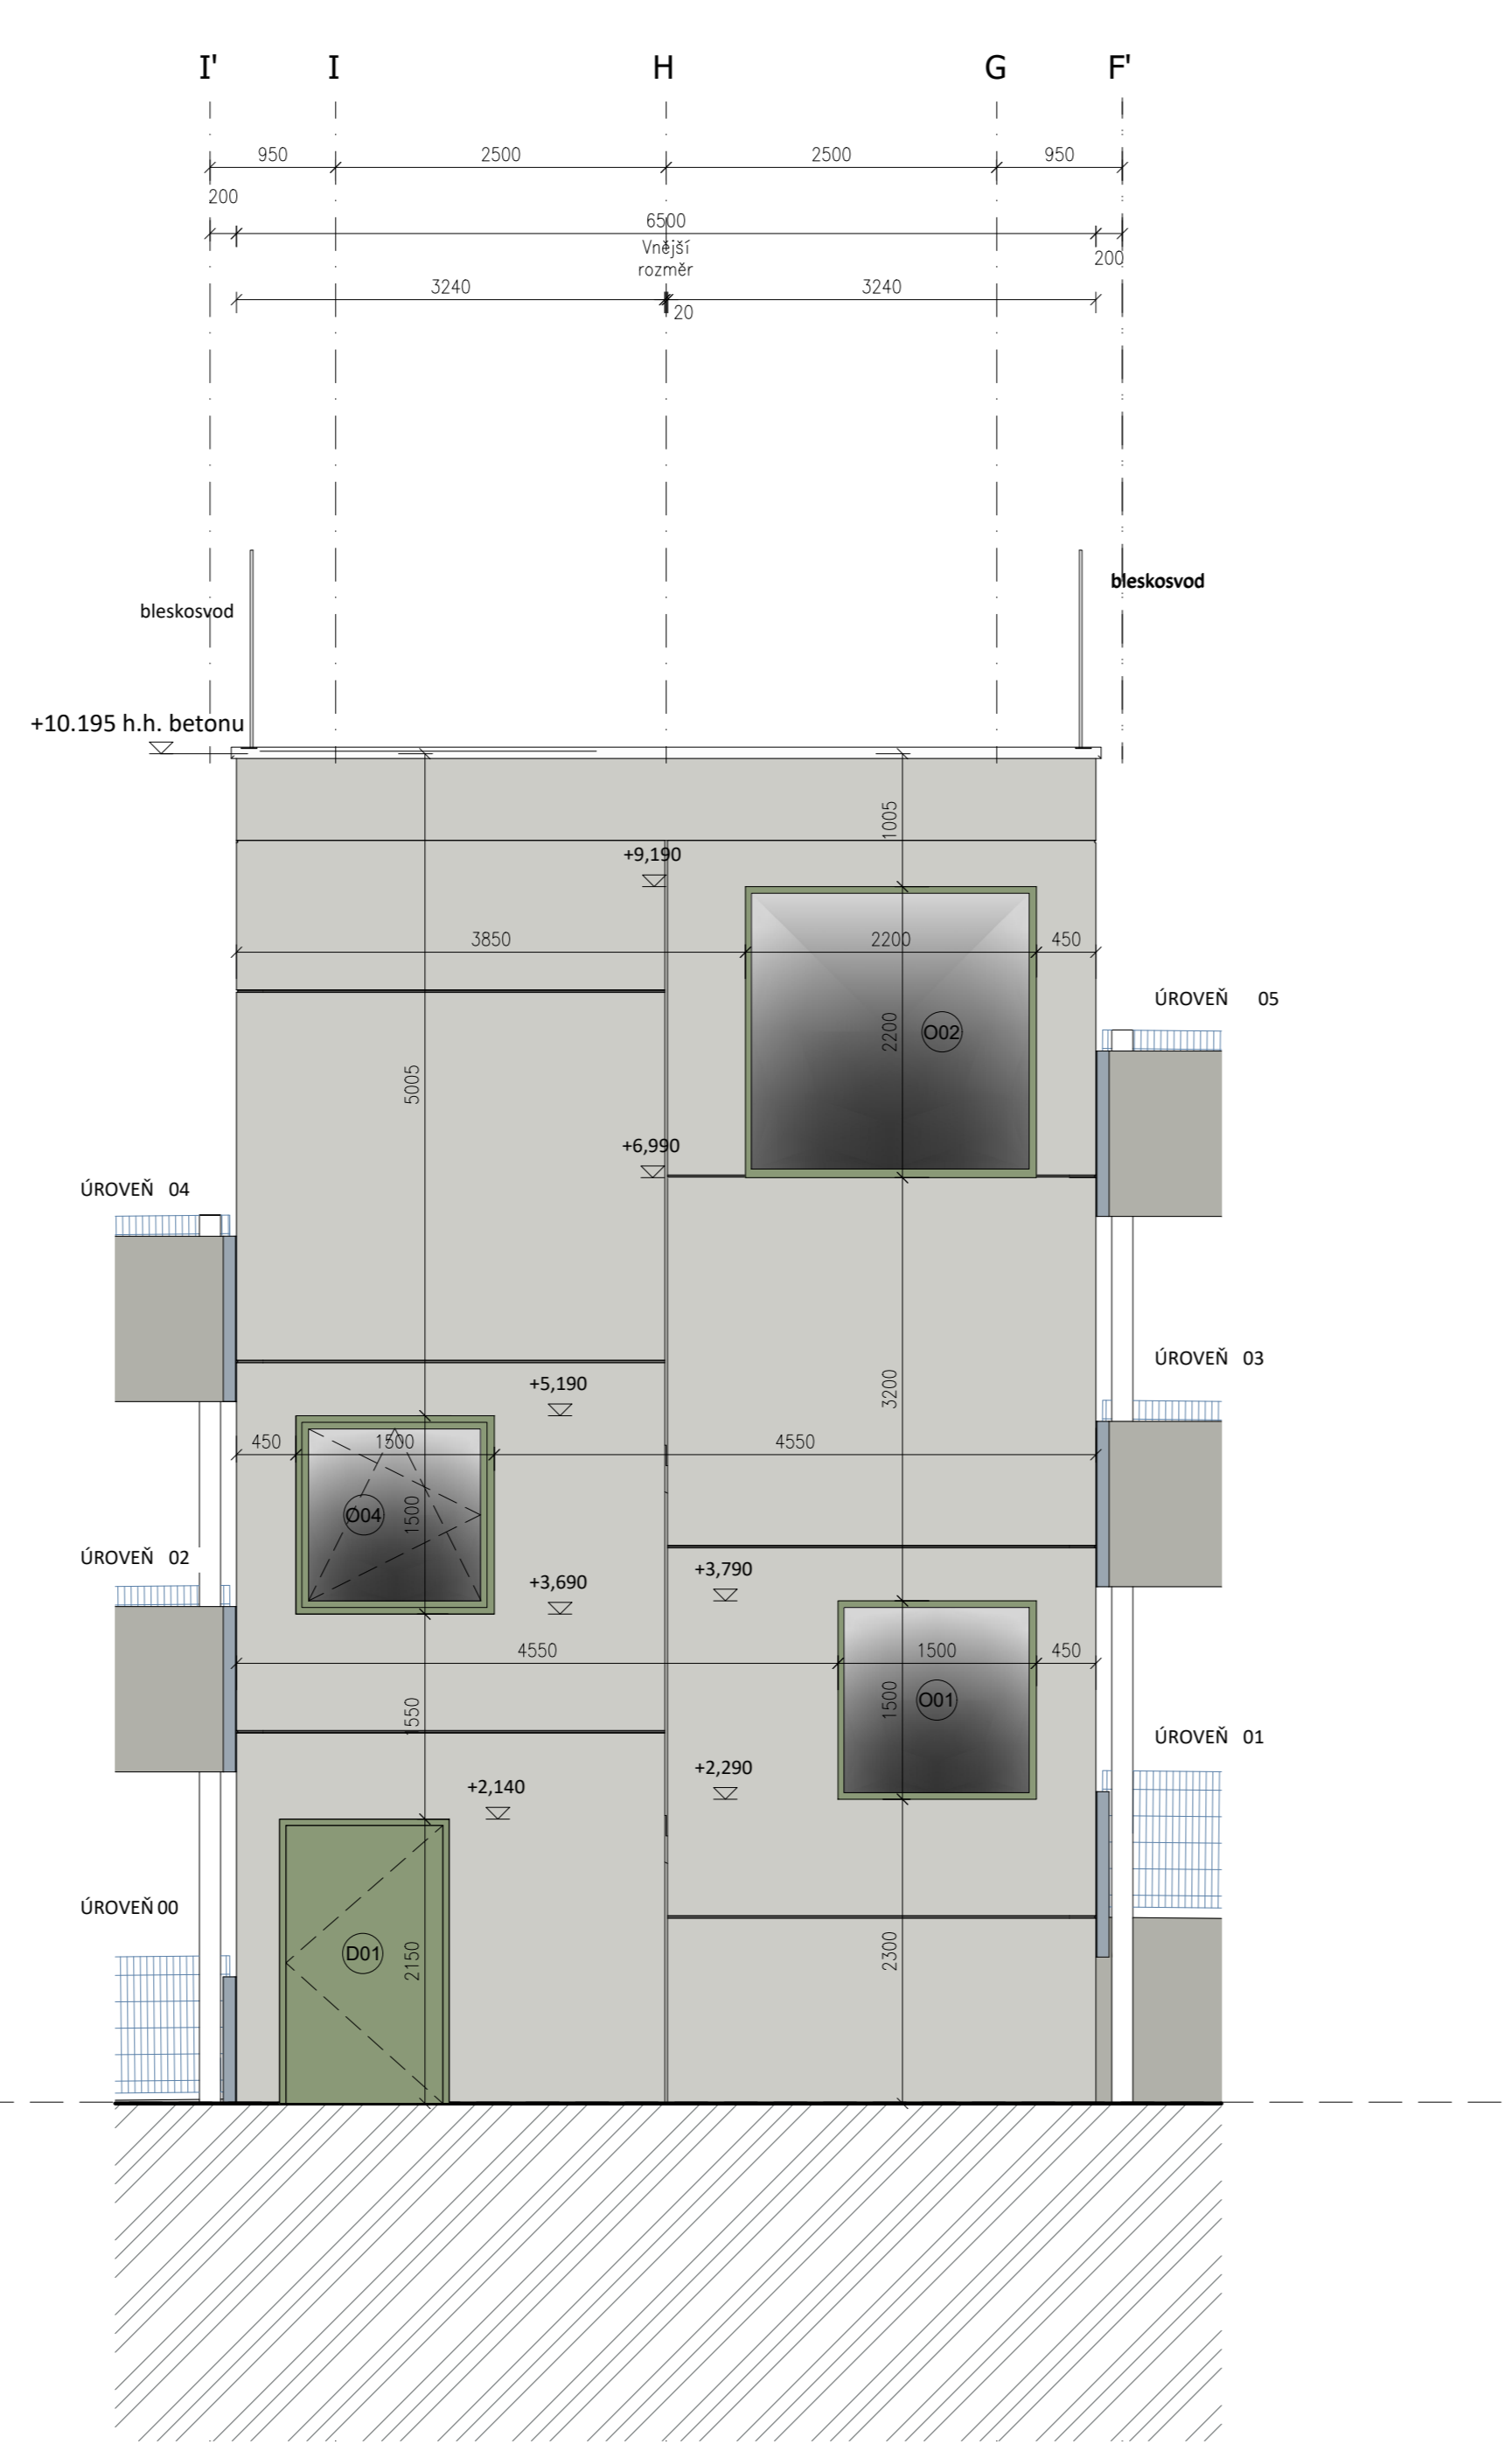 I' I H G F'
950 2500 2500 950
200
6500
Vnější
rozměr
200
3240 3240
20
bleskosvod
bleskosvod
+10.195 h.h. betonu
1005
+9,190
3850 2200 450
ÚROVEŇ 05
2200
O02
5005
+6,990
ÚROVEŇ 04
ÚROVEŇ 03
+5,190
3200
450 1500 4550
1500
O04
ÚROVEŇ 02
+3,690
+3,790
4550 1500 450
1500
O01
1550
ÚROVEŇ 01
+2,140
+2,290
ÚROVEŇ 00
D01
2150
2300